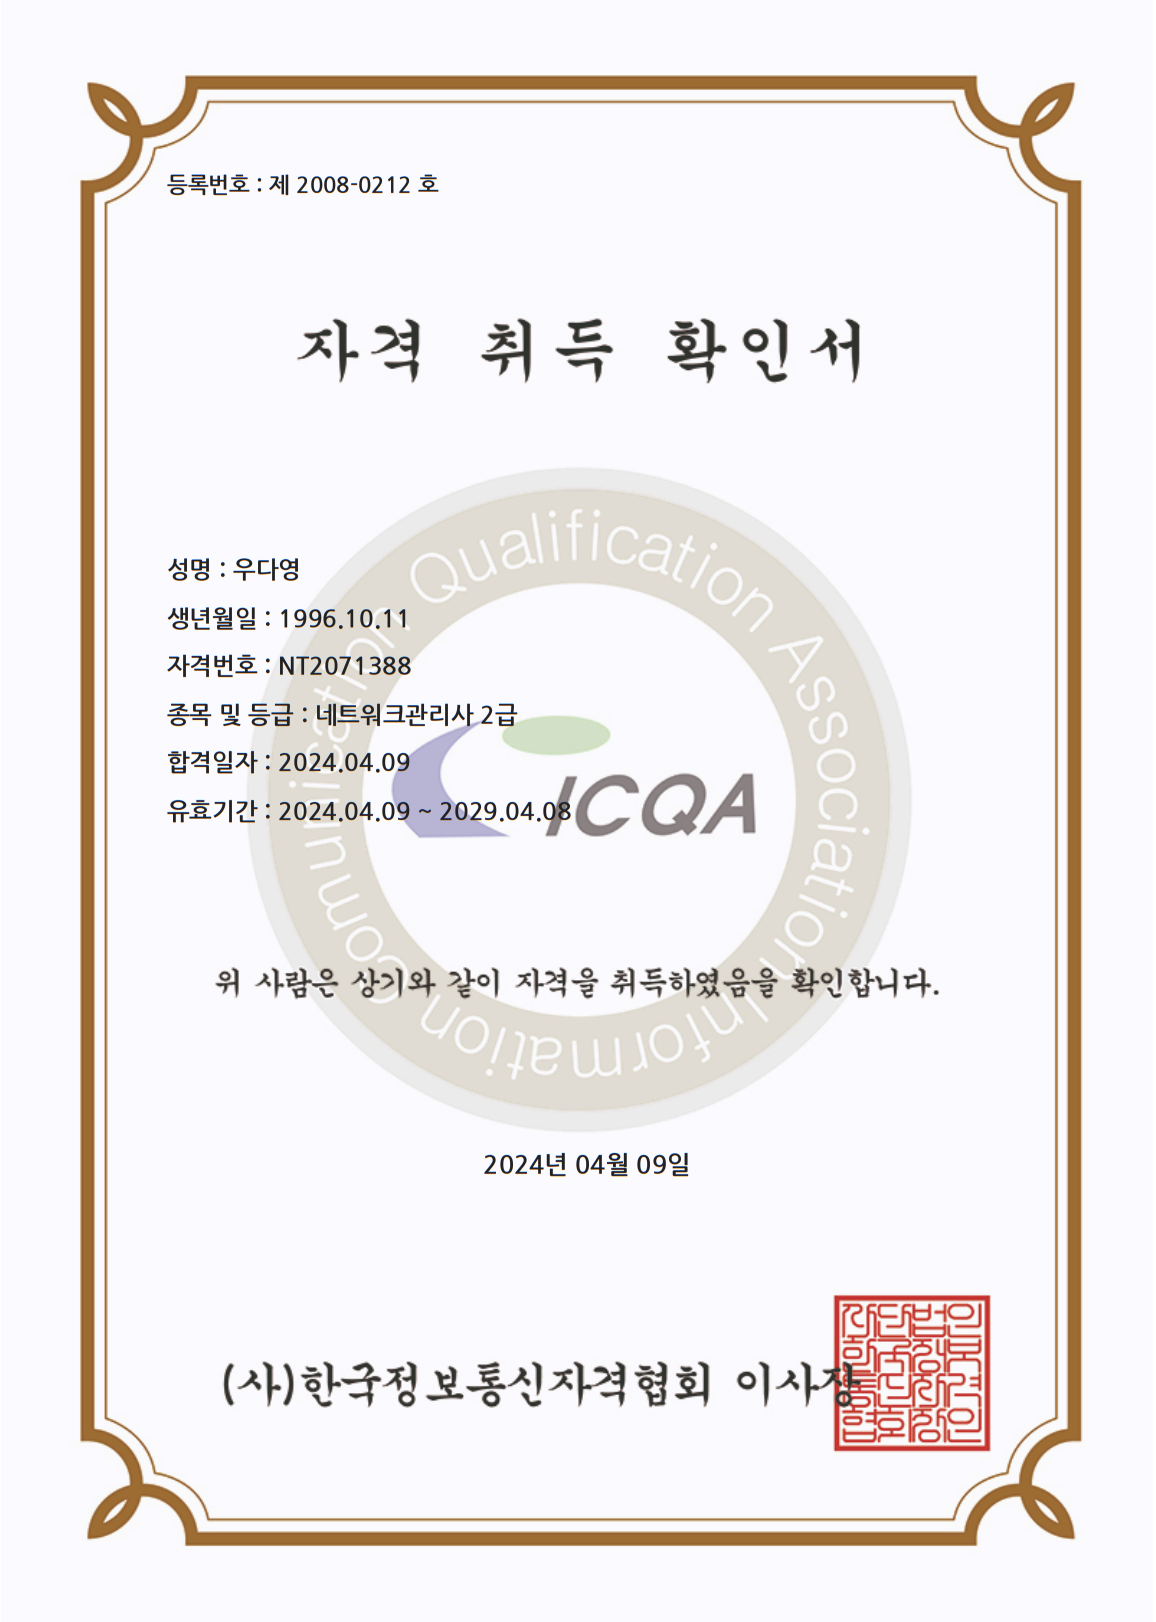 등록번호 : 제 2008-0212 호
자격 취득 확인서
성명 : 우다영
생년월일 : 1996.10.11
자격번호 : NT2071388
종목 및 등급 : 네트워크관리사 2급
합격일자 : 2024.04.09
유효기간 : 2024.04.09 ~ 2029.04.08
Information Communication Qualification Association
ICQA
위 사람은 상기와 같이 자격을 취득하였음을 확인합니다.
2024년 04월 09일
(사)한국정보통신자격협회 이사장
사단법인
한국정보
통신자격
협회장인